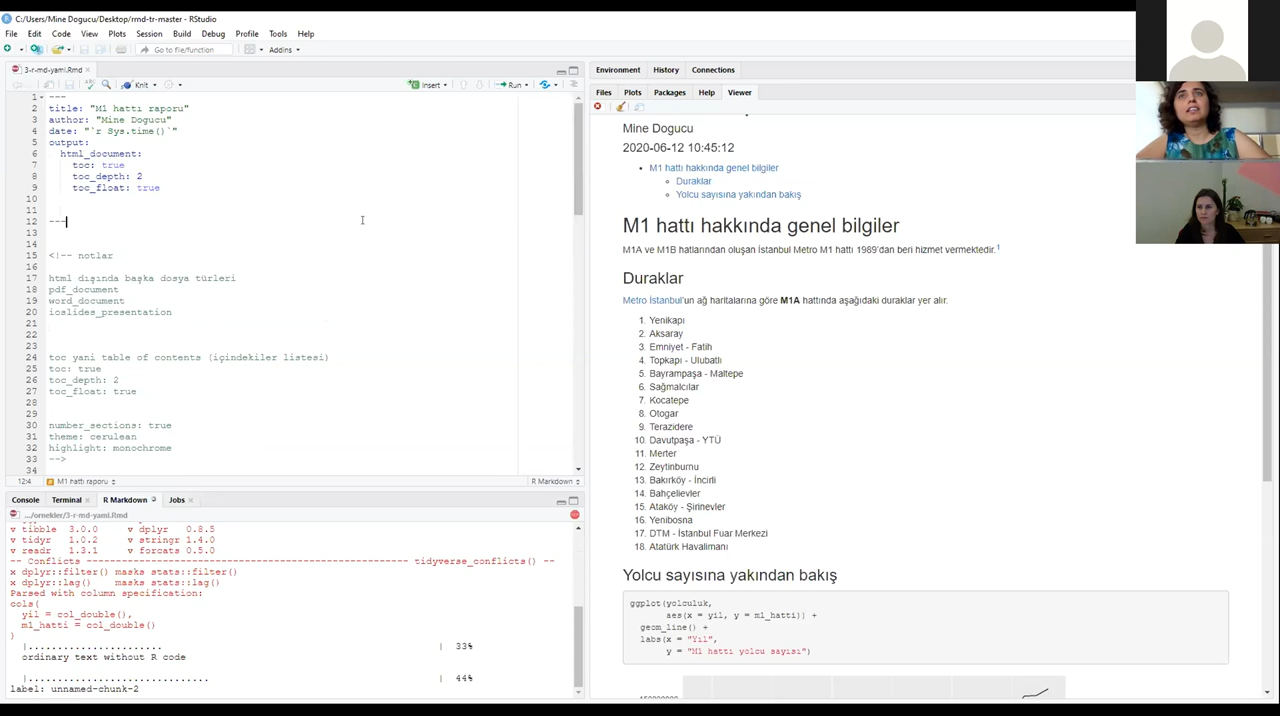 C:/Users/Mine Dogucu/Desktop/rmd-tr-master - RStudio
File Edit Code View Plots Session Build Debug Profile Tools Help
Go to file/function Addins
3-r-md-yaml.Rmd
Knit Insert Run
1 ---
2 title: "M1 hattı raporu"
3 author: "Mine Dogucu"
4 date: "`r Sys.time()`"
5 output:
6 html_document:
7 toc: true
8 toc_depth: 2
9 toc_float: true
10
11
12 ---
13
14
15 <!-- notlar
16
17 html dışında başka dosya türleri
18 pdf_document
19 word_document
20 ioslides_presentation
21
22
23
24 toc yani table of contents (içindekiler listesi)
25 toc: true
26 toc_depth: 2
27 toc_float: true
28
29
30 number_sections: true
31 theme: cerulean
32 highlight: monochrome
33 -->
34
12:4 M1 hattı raporu R Markdown
Console Terminal R Markdown Jobs
.../ornekler/3-r-md-yaml.Rmd
v tibble 3.0.0 v dplyr 0.8.5
v tidyr 1.0.2 v stringr 1.4.0
v readr 1.3.1 v forcats 0.5.0
-- Conflicts ------------------------------------------ tidyverse_conflicts() --
x dplyr::filter() masks stats::filter()
x dplyr::lag() masks stats::lag()
Parsed with column specification:
cols(
yil = col_double(),
m1_hatti = col_double()
)
|...................... | 33%
ordinary text without R code
|............................. | 44%
label: unnamed-chunk-2
Environment History Connections
Files Plots Packages Help Viewer
Mine Dogucu
2020-06-12 10:45:12
• M1 hattı hakkında genel bilgiler
○ Duraklar
○ Yolcu sayısına yakından bakış
M1 hattı hakkında genel bilgiler
M1A ve M1B hatlarından oluşan İstanbul Metro M1 hattı 1989'dan beri hizmet vermektedir.1
Duraklar
Metro İstanbul'un ağ haritalarına göre M1A hattında aşağıdaki duraklar yer alır.
1. Yenikapı
2. Aksaray
3. Emniyet - Fatih
4. Topkapı - Ulubatlı
5. Bayrampaşa - Maltepe
6. Sağmalcılar
7. Kocatepe
8. Otogar
9. Terazidere
10. Davutpaşa - YTÜ
11. Merter
12. Zeytinburnu
13. Bakırköy - İncirli
14. Bahçelievler
15. Ataköy - Şirinevler
16. Yenibosna
17. DTM - İstanbul Fuar Merkezi
18. Atatürk Havalimanı
Yolcu sayısına yakından bakış
ggplot(yolculuk,
aes(x = yil, y = m1_hatti)) +
geom_line() +
labs(x = "Yıl",
y = "M1 hattı yolcu sayısı")